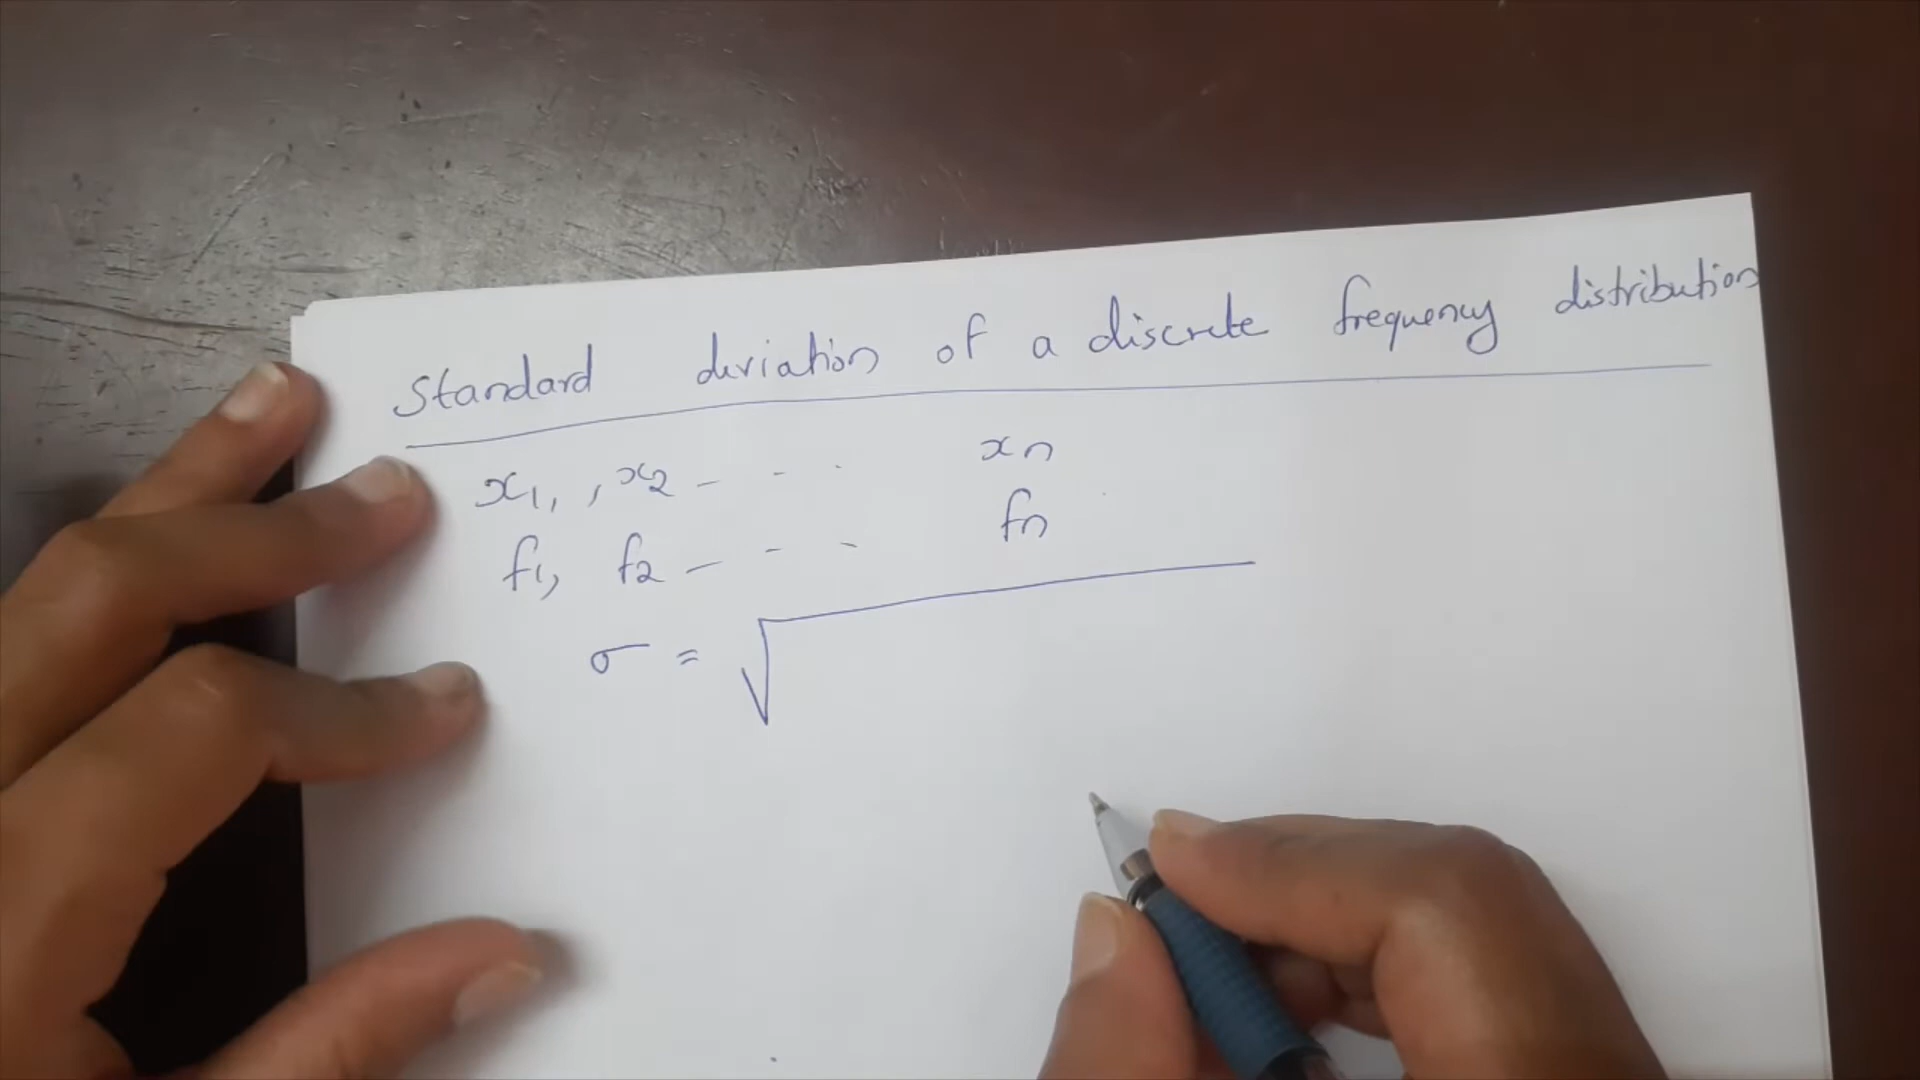 Standard deviation of a discrete frequency distribution
x1, , x2 - - - xn
f1, f2 - - - fn
σ = √